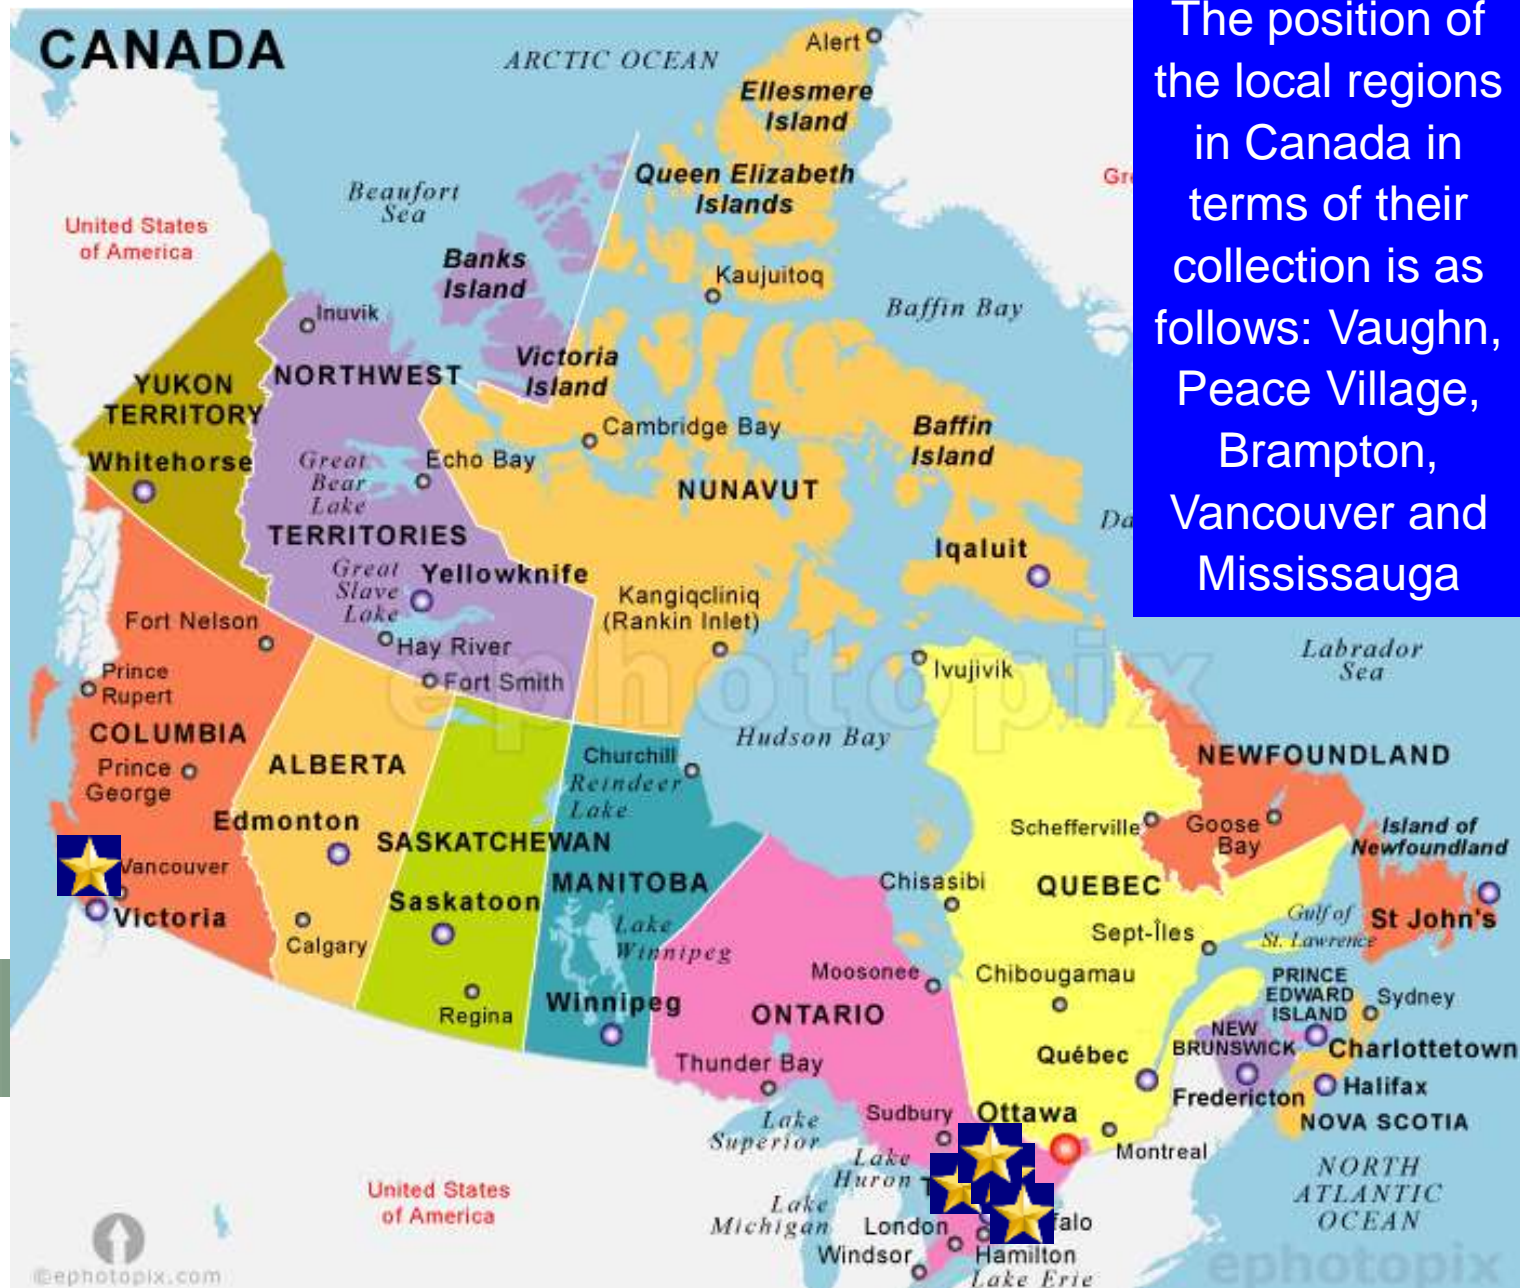 CANADA
ARCTIC OCEAN
Alert
Ellesmere
Island
Queen Elizabeth
Islands
Beaufort
Sea
United States
of America
Banks
Island
Kaujuitoq
Baffin Bay
Inuvik
Victoria
Island
NORTHWEST
YUKON
TERRITORY
Cambridge Bay
Baffin
Island
Whitehorse
Great
Bear
Lake
Echo Bay
NUNAVUT
TERRITORIES
Iqaluit
Great
Slave
Lake
Yellowknife
Kangiqcliniq
(Rankin Inlet)
Fort Nelson
Hay River
Fort Smith
Ivujivik
ephotopix
The position of
the local regions
in Canada in
terms of their
collection is as
follows: Vaughn,
Peace Village,
Brampton,
Vancouver and
Mississauga
Labrador
Sea
Prince
Rupert
COLUMBIA
Prince
George
ALBERTA
Churchill
Reindeer
Lake
Hudson Bay
NEWFOUNDLAND
Edmonton
SASKATCHEWAN
Schefferville
Goose
Bay
Island of
Newfoundland
Vancouver
Victoria
Saskatoon
MANITOBA
Lake
Winnipeg
Chisasibi
QUEBEC
Gulf of
St. Lawrence
St John's
Sept-Îles
Calgary
Regina
Winnipeg
Moosonee
ONTARIO
Chibougamau
PRINCE
EDWARD
ISLAND
Sydney
NEW
BRUNSWICK
Charlottetown
Thunder Bay
Québec
Fredericton
Halifax
NOVA SCOTIA
Lake
Superior
Sudbury
Ottawa
Montreal
Lake
Huron
NORTH
ATLANTIC
OCEAN
United States
of America
Lake
Michigan
London
Windsor
Hamilton
Lake Erie
©ephotopix.com
ephotopix